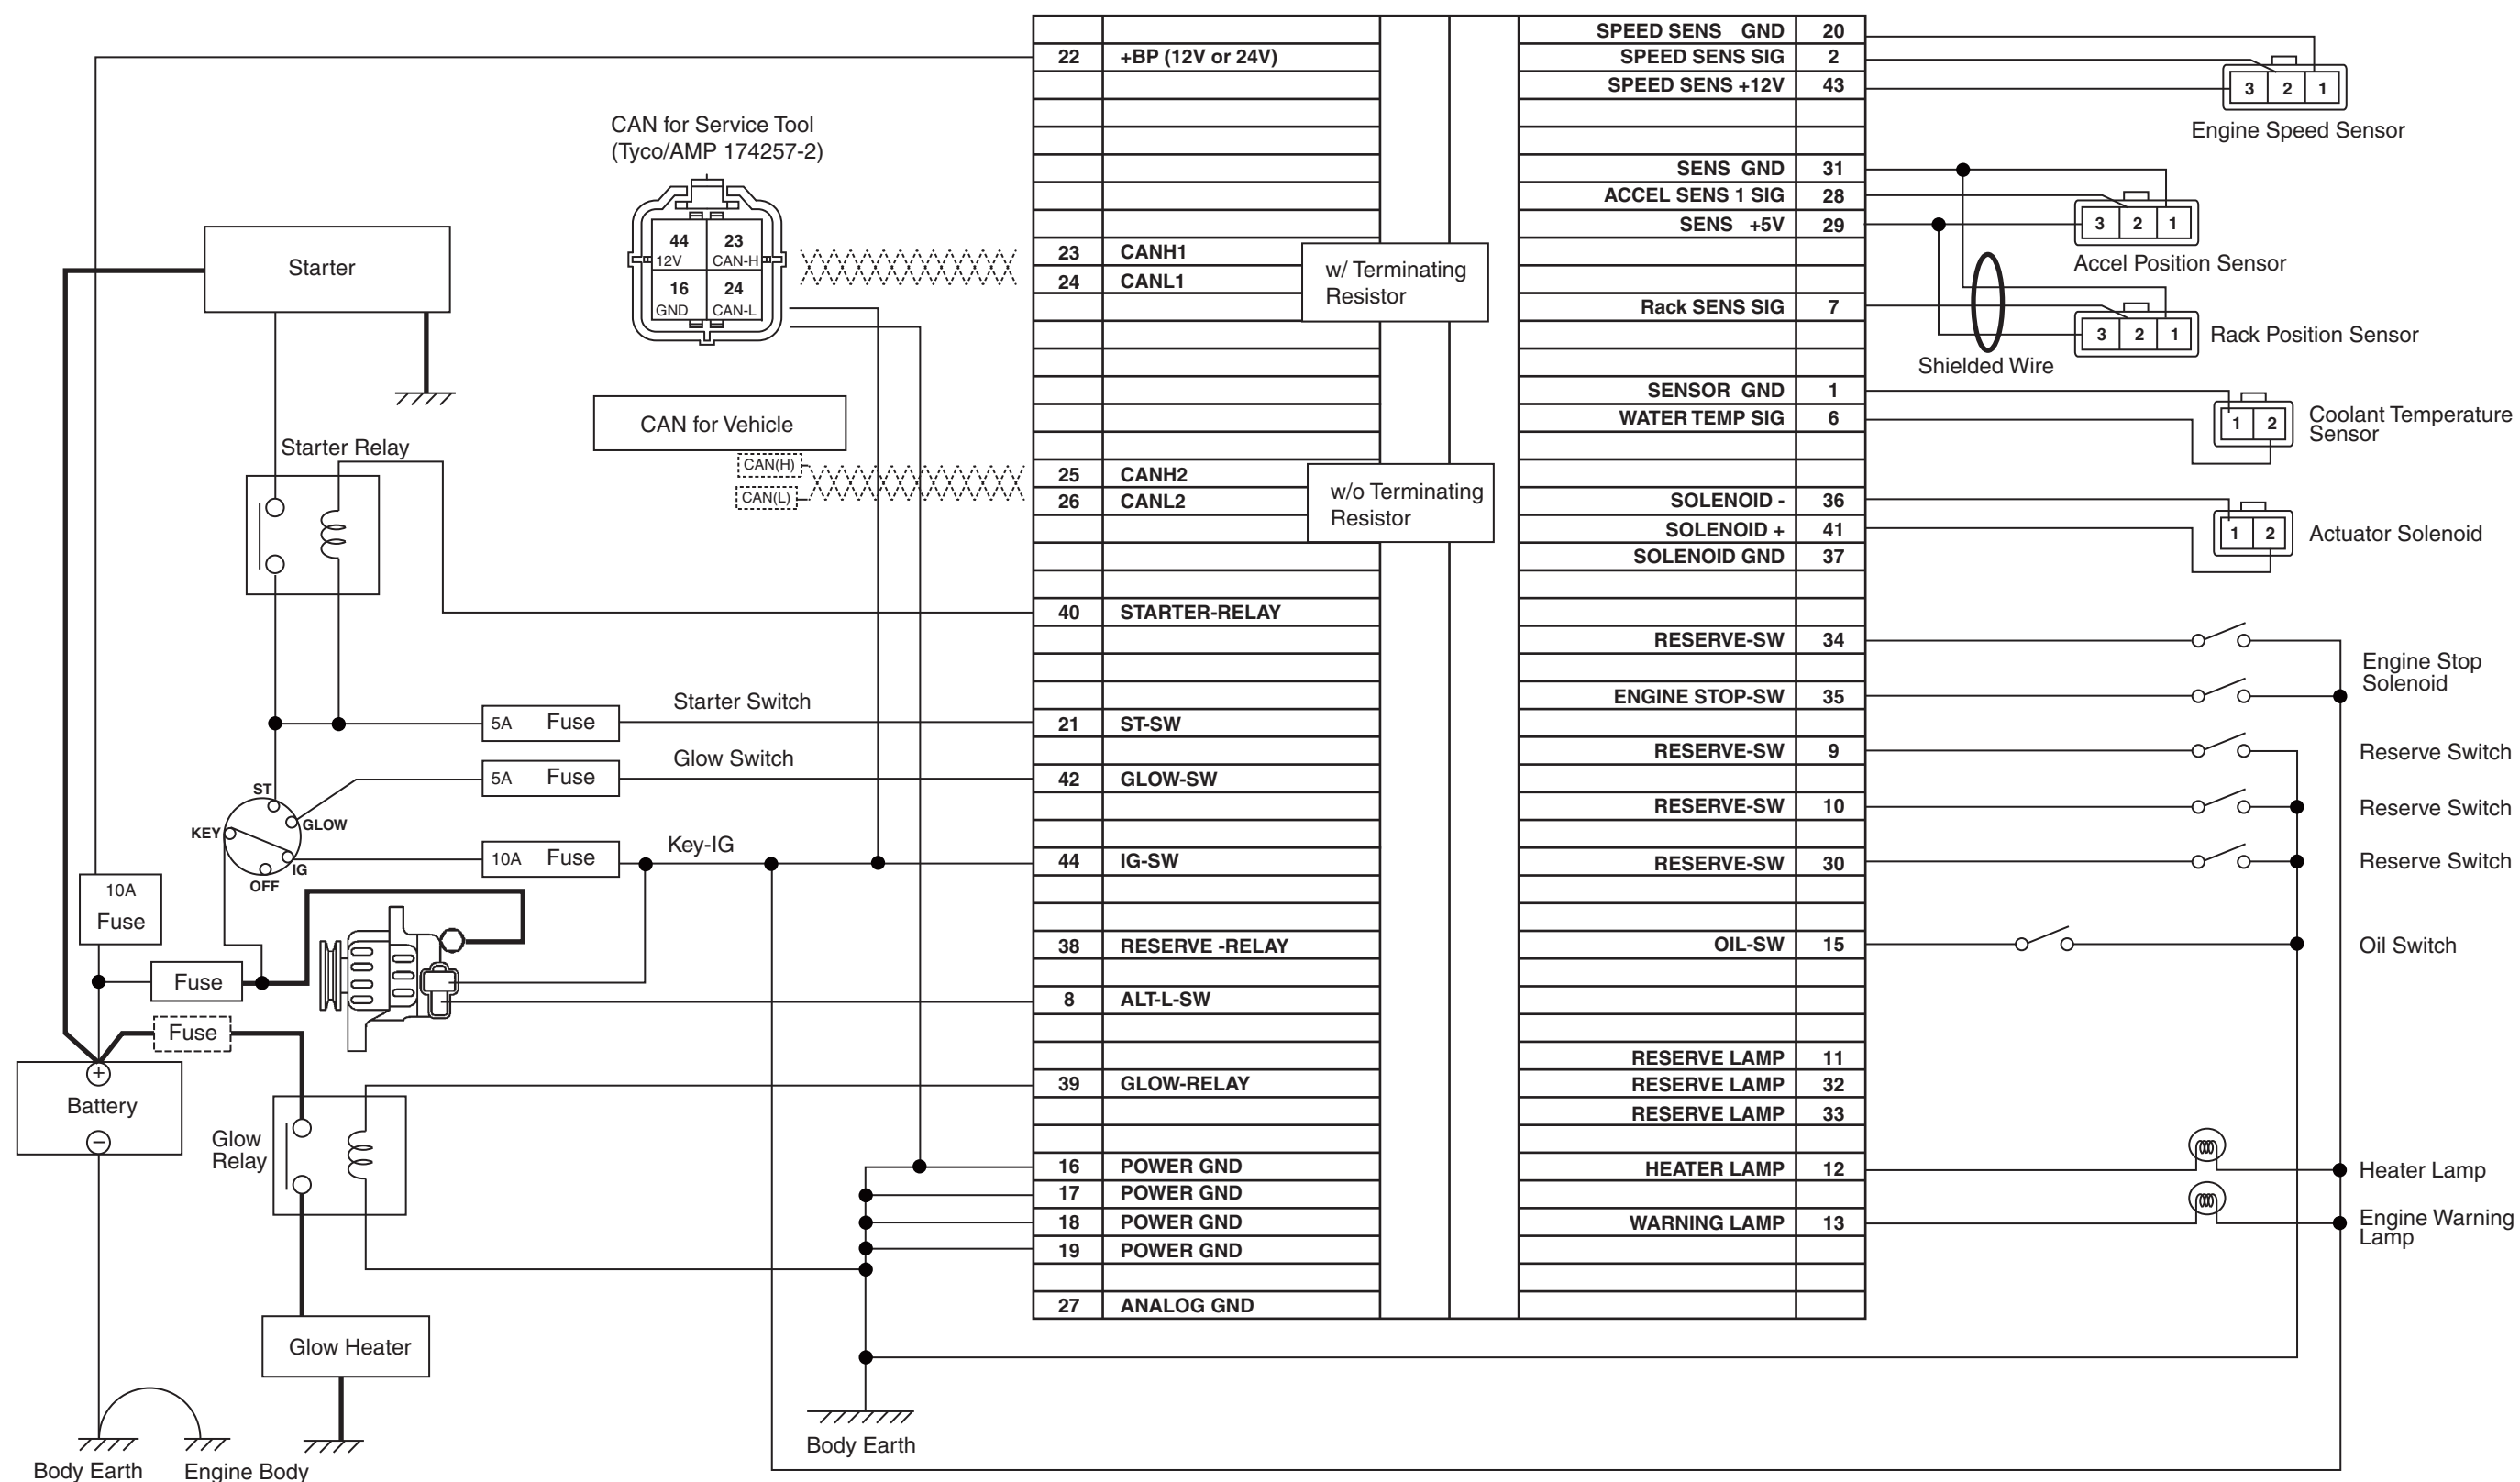 22 +BP (12V or 24V)
CAN for Service Tool
(Tyco/AMP 174257-2)
44 23
12V CAN-H
16 24
GND CAN-L
Starter
23 CANH1
24 CANL1
w/ Terminating
Resistor
CAN for Vehicle
CAN(H)
CAN(L)
25 CANH2
26 CANL2
w/o Terminating
Resistor
Starter Relay
40 STARTER-RELAY
Starter Switch
5A Fuse
21 ST-SW
Glow Switch
5A Fuse
42 GLOW-SW
ST
GLOW
KEY
IG
OFF
Key-IG
10A Fuse
44 IG-SW
10A
Fuse
38 RESERVE -RELAY
Fuse
8 ALT-L-SW
Fuse
Battery
+
−
39 GLOW-RELAY
Glow
Relay
16 POWER GND
17 POWER GND
18 POWER GND
19 POWER GND
27 ANALOG GND
Glow Heater
Body Earth
Engine Body
Body Earth
SPEED SENS GND 20
SPEED SENS SIG 2
SPEED SENS +12V 43
3 2 1
Engine Speed Sensor
SENS GND 31
ACCEL SENS 1 SIG 28
SENS +5V 29
3 2 1
Accel Position Sensor
Rack SENS SIG 7
3 2 1
Rack Position Sensor
Shielded Wire
SENSOR GND 1
WATER TEMP SIG 6
1 2
Coolant Temperature
Sensor
SOLENOID - 36
SOLENOID + 41
SOLENOID GND 37
1 2
Actuator Solenoid
RESERVE-SW 34
Engine Stop
Solenoid
ENGINE STOP-SW 35
RESERVE-SW 9
Reserve Switch
RESERVE-SW 10
Reserve Switch
RESERVE-SW 30
Reserve Switch
OIL-SW 15
Oil Switch
RESERVE LAMP 11
RESERVE LAMP 32
RESERVE LAMP 33
HEATER LAMP 12
Heater Lamp
WARNING LAMP 13
Engine Warning
Lamp